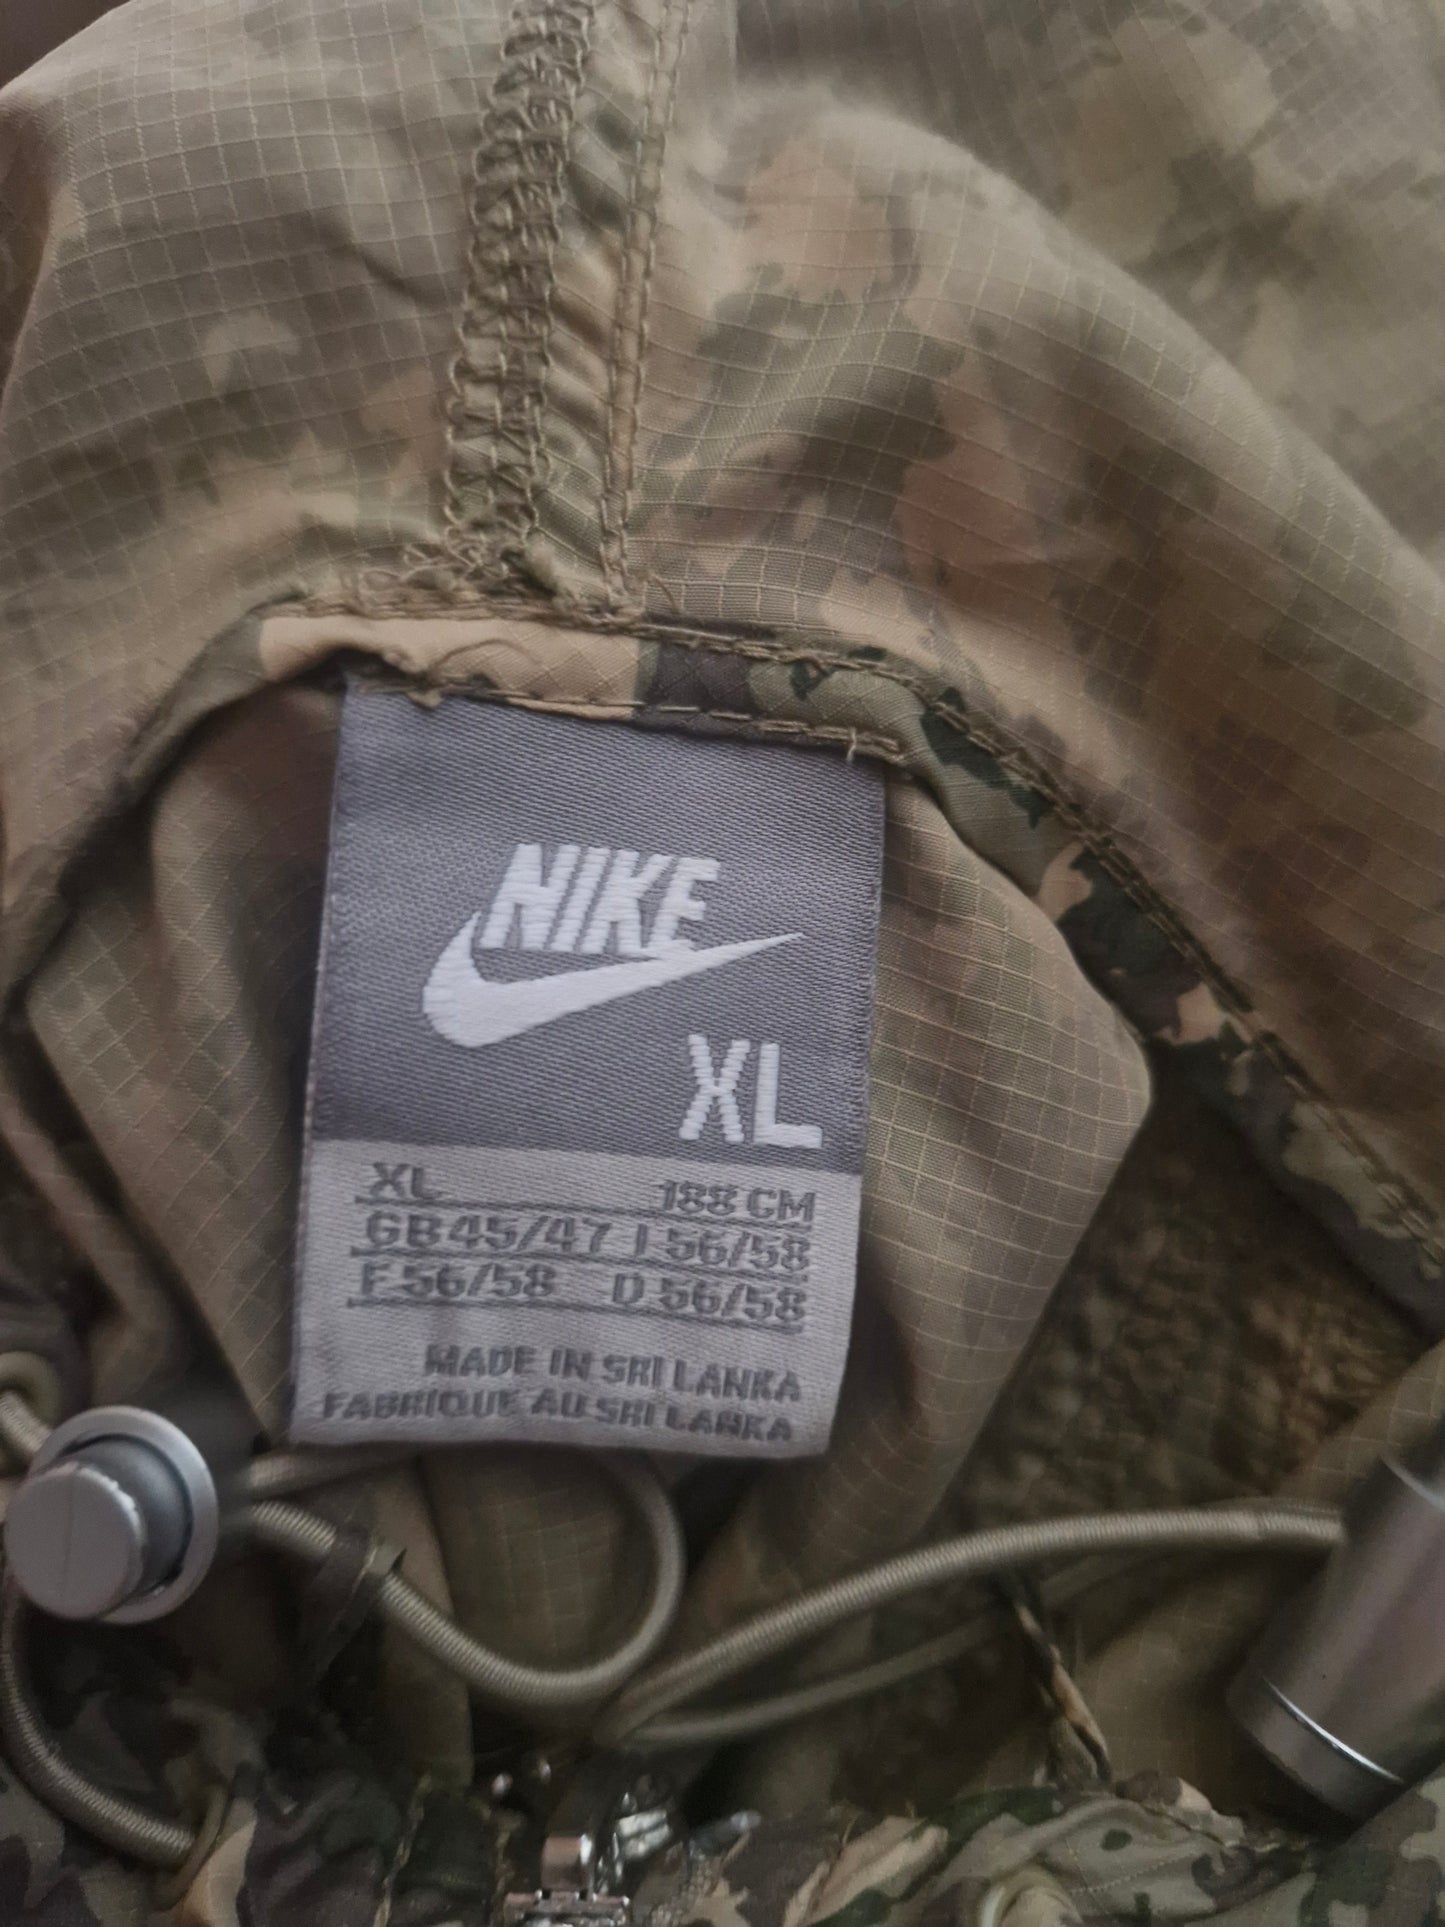 NIKE
XL
XL 188 CM
GB 45/47 I 56/58
F 56/58 D 56/58
MADE IN SRI LANKA
FABRIQUE AU SRI LANKA